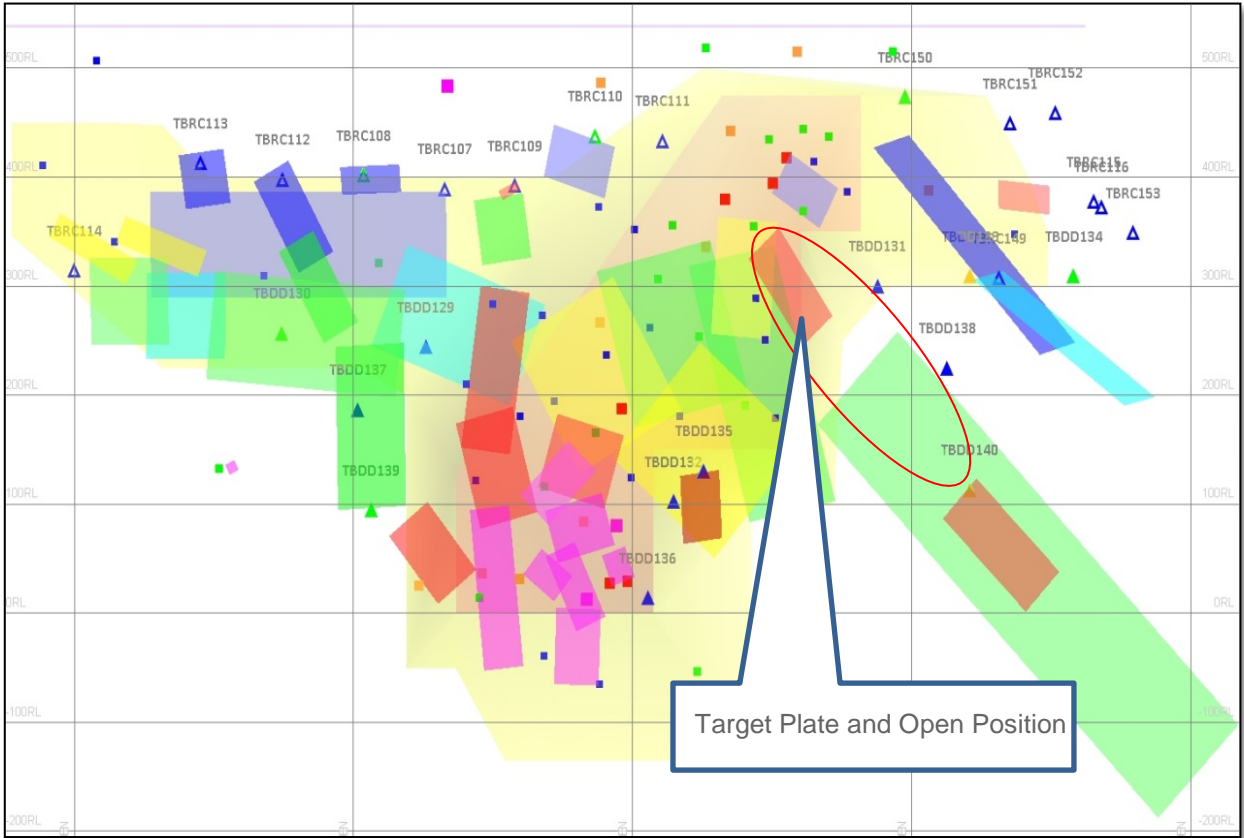 500RL 500RL
TBRC150
TBRC152
TBRC151
TBRC110
TBRC111
TBRC113
TBRC112
TBRC108
TBRC107
TBRC109
400RL 400RL
TBRC115
TBRC116
TBRC153
TBRC114
TBDD131
TBRC149
TBDD134
300RL 300RL
TBDD130
TBDD129
TBDD138
TBDD137
200RL 200RL
TBDD135
TBDD140
TBDD132
TBDD139
100RL 100RL
TBDD136
0RL 0RL
Target Plate and Open Position
-100RL -100RL
-200RL -200RL